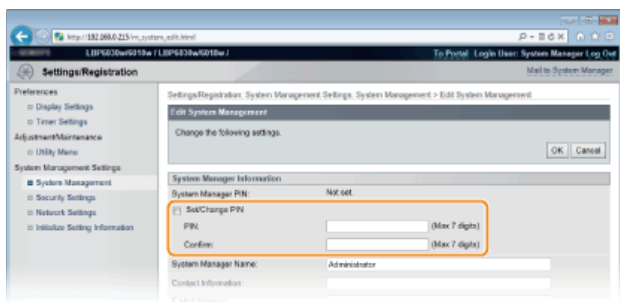 http://192.168.0.215/m_system_edit.html
LBP6030w/6018w / LBP6030w/6018w /
To Portal Login User: System Manager Log Out
Settings/Registration
Mail to System Manager
Preferences
Display Settings
Timer Settings
Adjustment/Maintenance
Utility Menu
System Management Settings
System Management
Security Settings
Network Settings
Initialize Setting Information
Settings/Registration: System Management Settings: System Management > Edit System Management
Edit System Management
Change the following settings.
OK Cancel
System Manager Information
System Manager PIN: Not set.
Set/Change PIN
PIN: (Max 7 digits)
Confirm: (Max 7 digits)
System Manager Name: Administrator
Contact Information:
E-Mail Address: